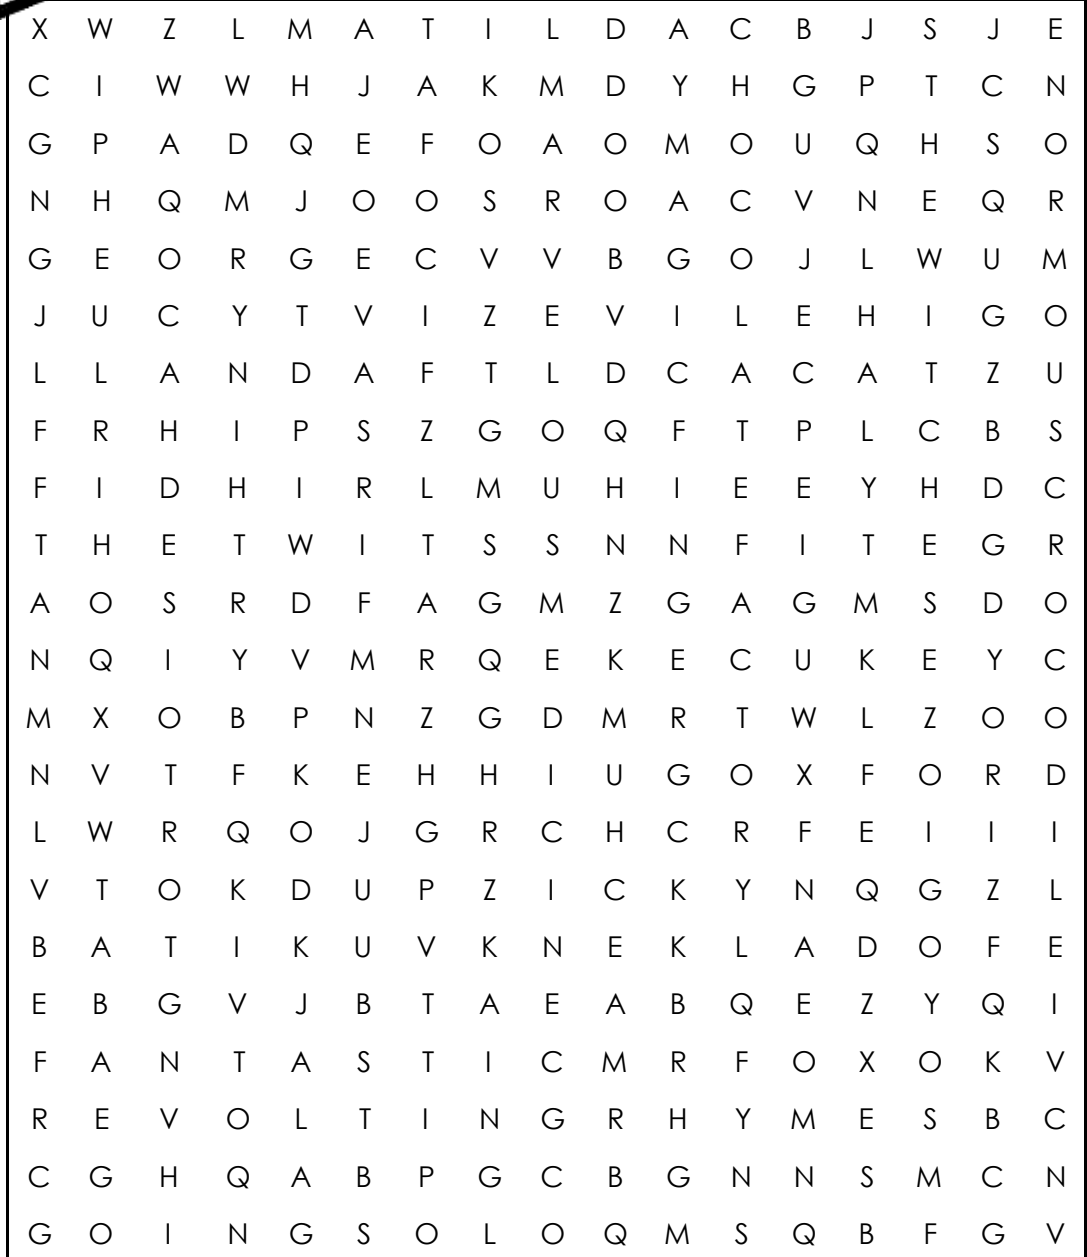 X W Z L M A T I L D A C B J S J E
C I W W H J A K M D Y H G P T C N
G P A D Q E F O A O M O U Q H S O
N H Q M J O O S R O A C V N E Q R
G E O R G E C V V B G O J L W U M
J U C Y T V I Z E V I L E H I G O
L L A N D A F T L D C A C A T Z U
F R H I P S Z G O Q F T P L C B S
F I D H I R L M U H I E E Y H D C
T H E T W I T S S N N F I T E G R
A O S R D F A G M Z G A G M S D O
N Q I Y V M R Q E K E C U K E Y C
M X O B P N Z G D M R T W L Z O O
N V T F K E H H I U G O X F O R D
L W R Q O J G R C H C R F E I I I
V T O K D U P Z I C K Y N Q G Z L
B A T I K U V K N E K L A D O F E
E B G V J B T A E A B Q E Z Y Q I
F A N T A S T I C M R F O X O K V
R E V O L T I N G R H Y M E S B C
C G H Q A B P G C B G N N S M C N
G O I N G S O L O Q M S Q B F G V